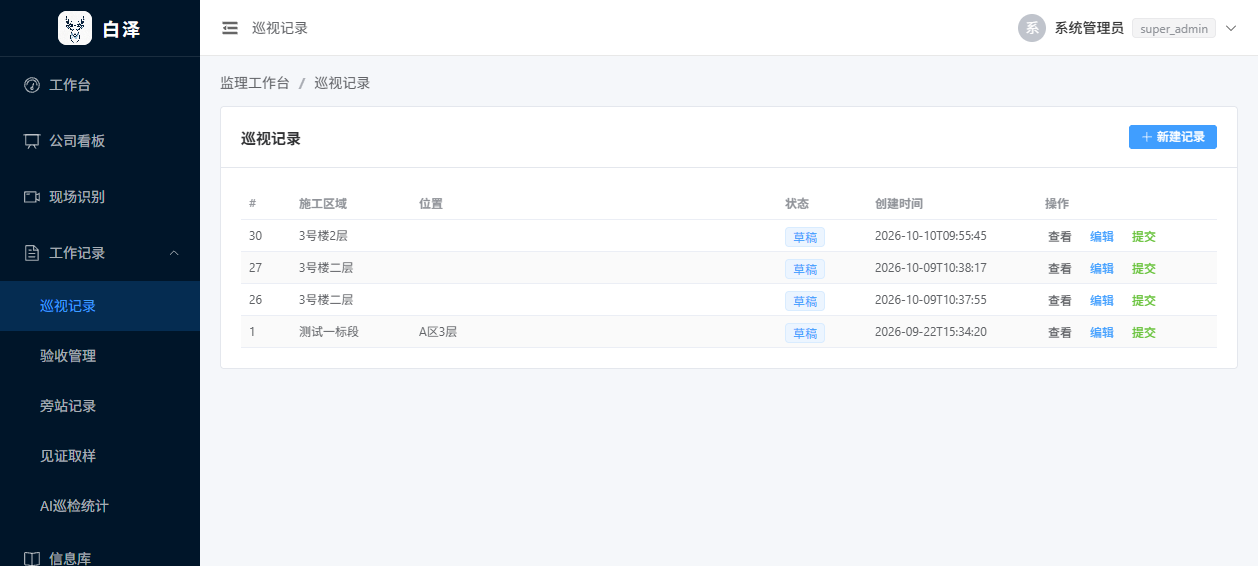 白泽
巡视记录
系 系统管理员 super_admin
工作台
公司看板
现场识别
工作记录
巡视记录
验收管理
旁站记录
见证取样
AI巡检统计
信息库
监理工作台 / 巡视记录
巡视记录
+ 新建记录
# 施工区域 位置 状态 创建时间 操作
30 3号楼2层 草稿 2026-10-10T09:55:45 查看 编辑 提交
27 3号楼二层 草稿 2026-10-09T10:38:17 查看 编辑 提交
26 3号楼二层 草稿 2026-10-09T10:37:55 查看 编辑 提交
1 测试一标段 A区3层 草稿 2026-09-22T15:34:20 查看 编辑 提交